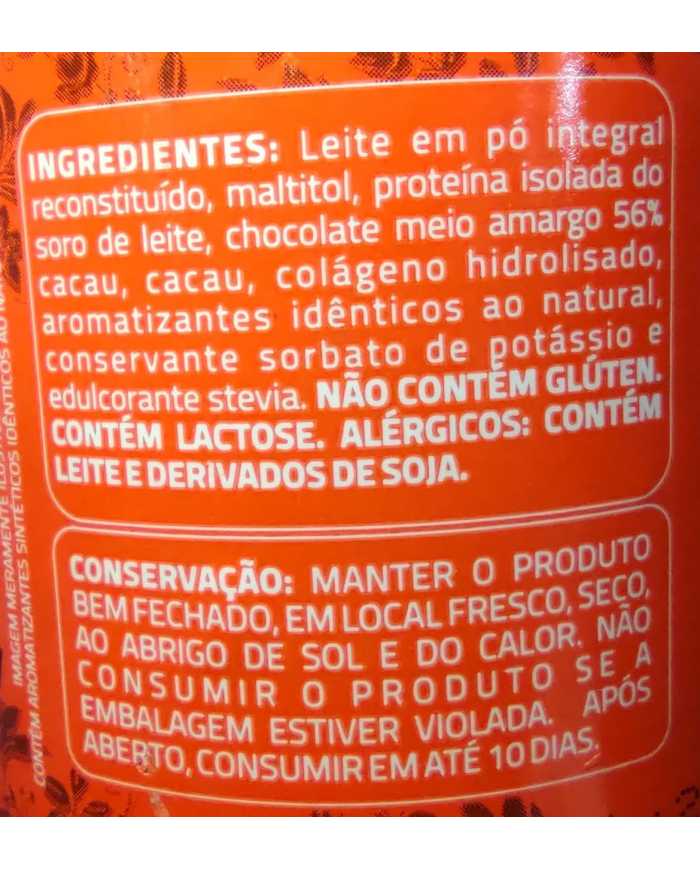 INGREDIENTES: Leite em pó integral
reconstituído, maltitol, proteína isolada do
soro de leite, chocolate meio amargo 56%
cacau, cacau, colágeno hidrolisado,
aromatizantes idênticos ao natural,
conservante sorbato de potássio e
edulcorante stevia. NÃO CONTÉM GLÚTEN.
CONTÉM LACTOSE. ALÉRGICOS: CONTÉM
LEITE E DERIVADOS DE SOJA.
CONSERVAÇÃO: MANTER O PRODUTO
BEM FECHADO, EM LOCAL FRESCO, SECO,
AO ABRIGO DE SOL E DO CALOR. NÃO
CONSUMIR O PRODUTO SE A
EMBALAGEM ESTIVER VIOLADA. APÓS
ABERTO, CONSUMIR EM ATÉ 10 DIAS.
IMAGEM MERAMENTE
CONTÉM AROMATIZANTES SINTÉTICOS IDÊNTICOS AO